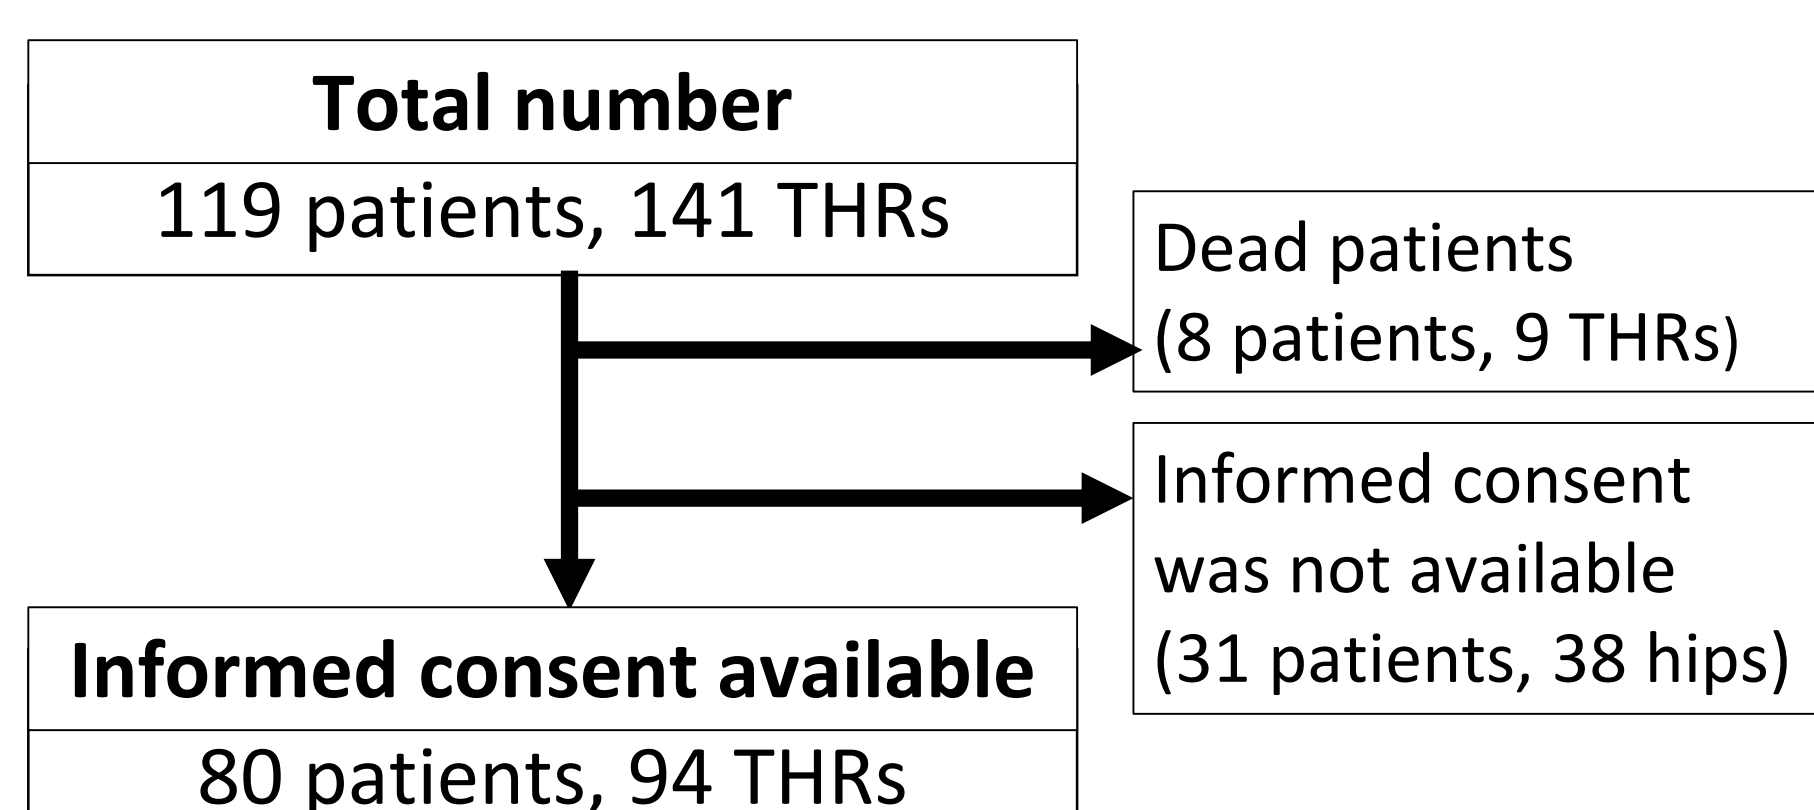 Total number
119 patients, 141 THRs
Dead patients
(8 patients, 9 THRs)
Informed consent
was not available
(31 patients, 38 hips)
Informed consent available
80 patients, 94 THRs